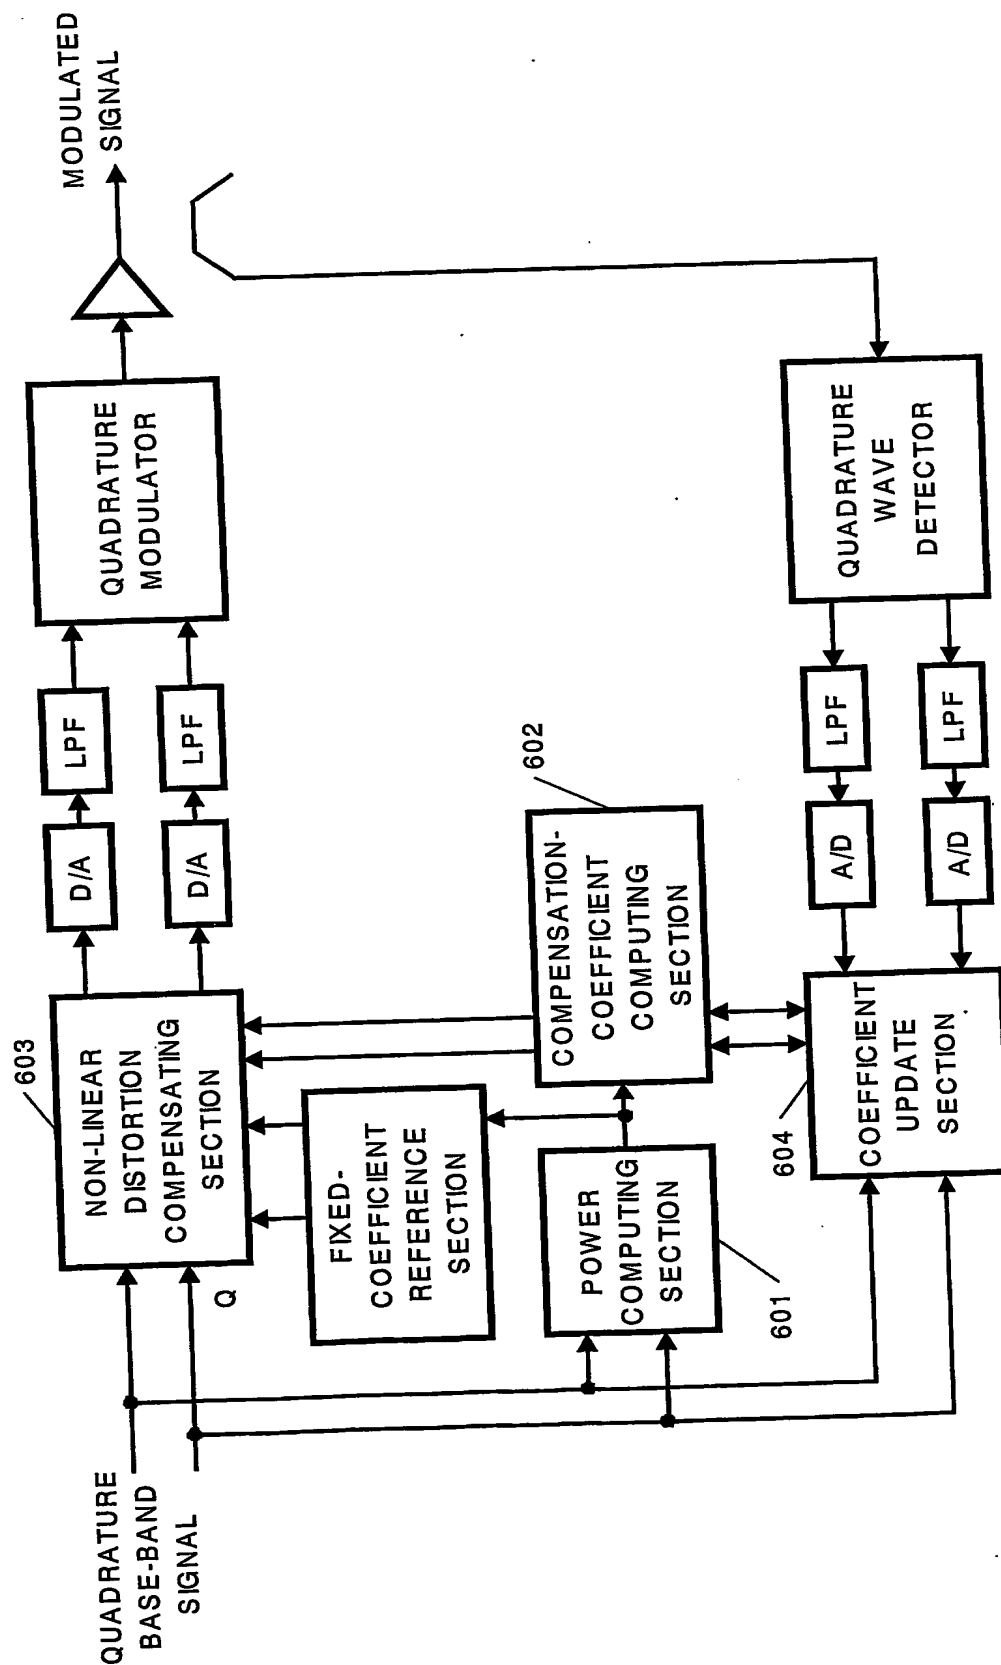 QUADRATURE
BASE-BAND
SIGNAL
Q
603
NON-LINEAR
DISTORTION
COMPENSATING
SECTION
D/A
D/A
LPF
LPF
QUADRATURE
MODULATOR
MODULATED
SIGNAL
FIXED-
COEFFICIENT
REFERENCE
SECTION
POWER
COMPUTING
SECTION
601
602
COMPENSATION-
COEFFICIENT
COMPUTING
SECTION
604
COEFFICIENT
UPDATE
SECTION
A/D
A/D
LPF
LPF
QUADRATURE
WAVE
DETECTOR